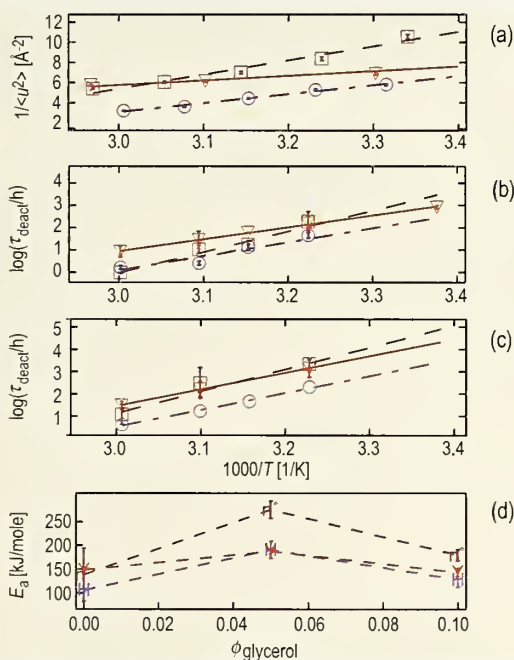 (a)
1/<u²> [Å⁻²]
12
10
8
6
4
2
3.0 3.1 3.2 3.3 3.4
(b)
log(τdeact/h)
4
3
2
1
0
3.0 3.1 3.2 3.3 3.4
(c)
log(τdeact/h)
5
4
3
2
1
3.0 3.1 3.2 3.3 3.4
1000/T [1/K]
(d)
Ea [kJ/mole]
250
200
150
100
0.00 0.02 0.04 0.06 0.08 0.10
ϕglycerol